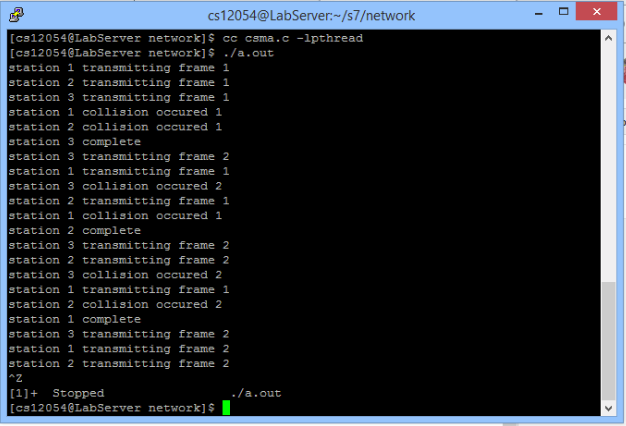 cs12054@LabServer:~/s7/network
[cs12054@LabServer network]$ cc csma.c -lpthread
[cs12054@LabServer network]$ ./a.out
station 1 transmitting frame 1
station 2 transmitting frame 1
station 3 transmitting frame 1
station 1 collision occured 1
station 2 collision occured 1
station 3 complete
station 3 transmitting frame 2
station 1 transmitting frame 1
station 3 collision occured 2
station 2 transmitting frame 1
station 1 collision occured 1
station 2 complete
station 3 transmitting frame 2
station 2 transmitting frame 2
station 3 collision occured 2
station 1 transmitting frame 1
station 2 collision occured 2
station 1 complete
station 3 transmitting frame 2
station 1 transmitting frame 2
station 2 transmitting frame 2
^Z
[1]+  Stopped                 ./a.out
[cs12054@LabServer network]$